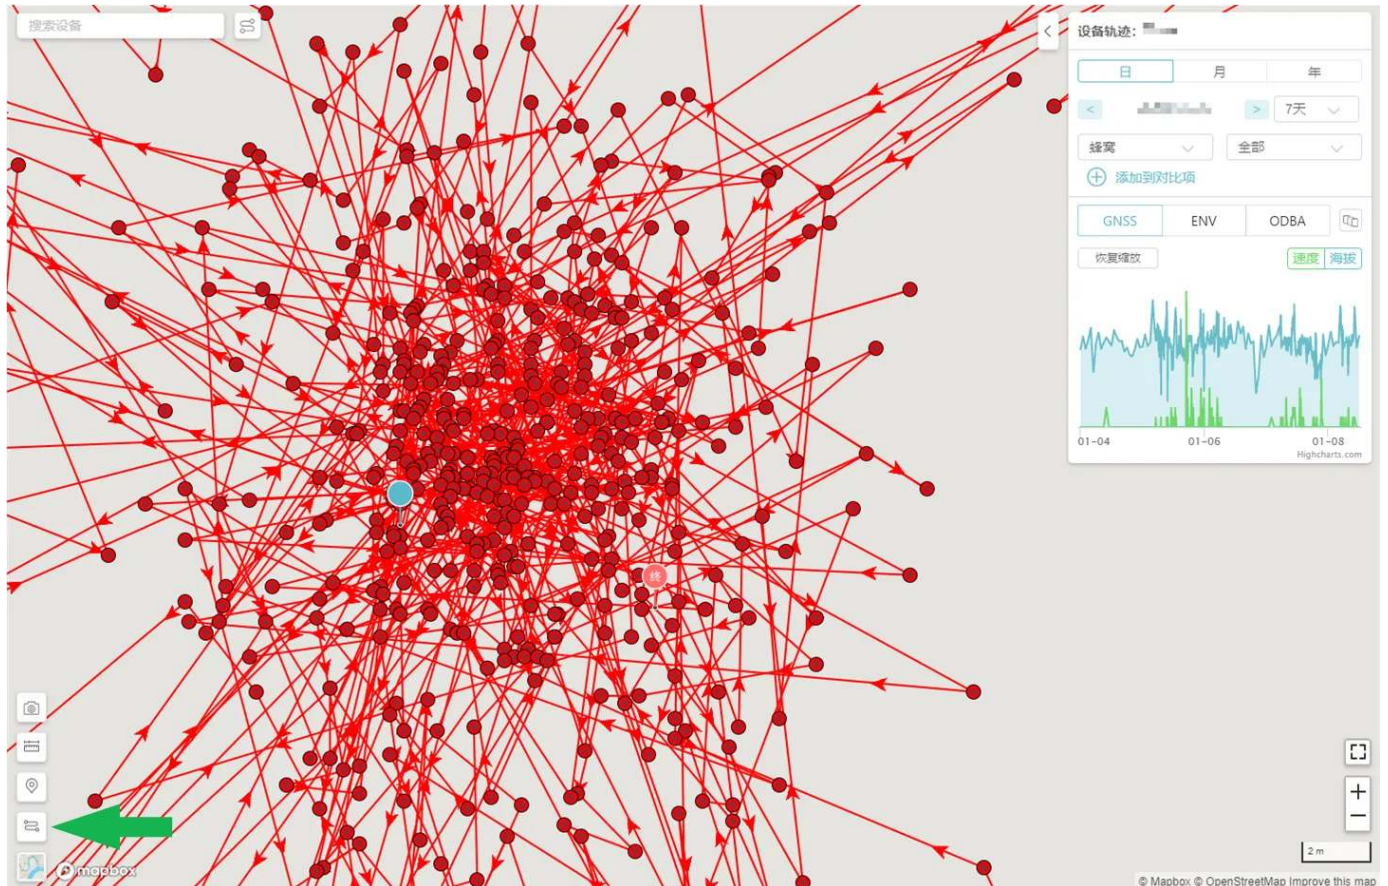 搜索设备
设备轨迹：
日 月 年
< > 7天
蜂窝 全部
添加到对比项
GNSS ENV ODBA
恢复缩放 速度 海拔
01-04 01-06 01-08
Highcharts.com
终
+
−
2 m
mapbox
© Mapbox © OpenStreetMap Improve this map